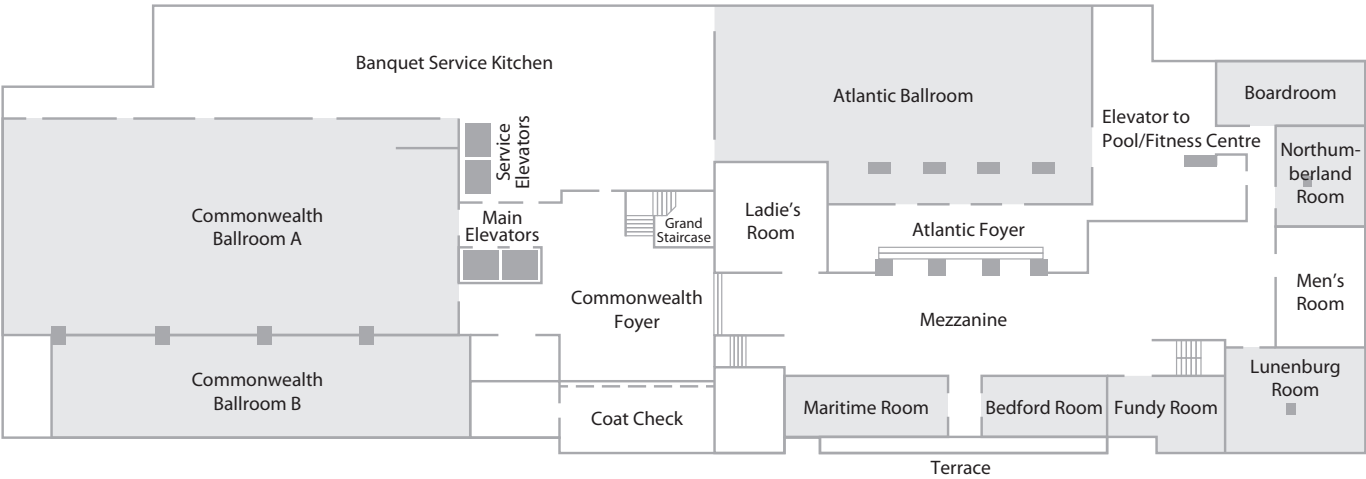 Banquet Service Kitchen
Atlantic Ballroom
Boardroom
Elevator to
Pool/Fitness Centre
Service
Elevators
Northum-
berland
Room
Commonwealth
Ballroom A
Main
Elevators
Grand
Staircase
Ladie's
Room
Atlantic Foyer
Commonwealth
Foyer
Mezzanine
Men's
Room
Commonwealth
Ballroom B
Coat Check
Maritime Room
Bedford Room
Fundy Room
Lunenburg
Room
Terrace